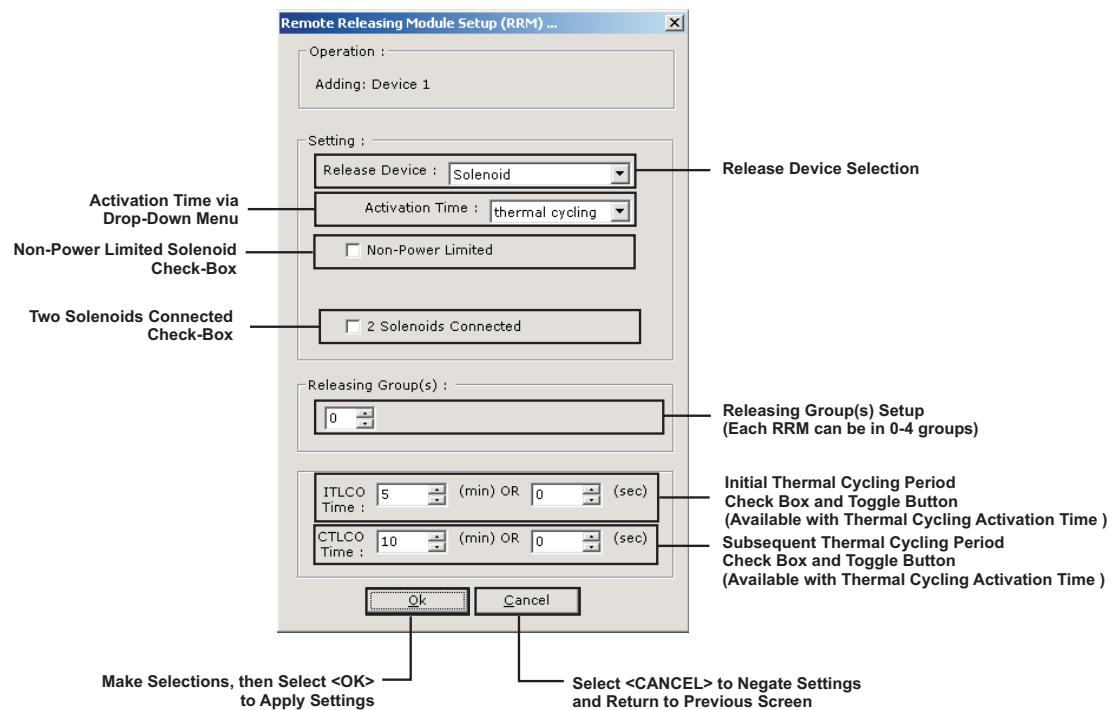 Remote Releasing Module Setup (RRM) ...
Operation :
Adding: Device 1
Setting :
Release Device : Solenoid
Release Device Selection
Activation Time via
Drop-Down Menu
Activation Time : thermal cycling
Non-Power Limited Solenoid
Check-Box
Non-Power Limited
Two Solenoids Connected
Check-Box
2 Solenoids Connected
Releasing Group(s) :
0
Releasing Group(s) Setup
(Each RRM can be in 0-4 groups)
ITLCO
Time :
5 (min) OR 0 (sec)
Initial Thermal Cycling Period
Check Box and Toggle Button
(Available with Thermal Cycling Activation Time )
CTLCO
Time :
10 (min) OR 0 (sec)
Subsequent Thermal Cycling Period
Check Box and Toggle Button
(Available with Thermal Cycling Activation Time )
Ok
Cancel
Make Selections, then Select <OK>
to Apply Settings
Select <CANCEL> to Negate Settings
and Return to Previous Screen